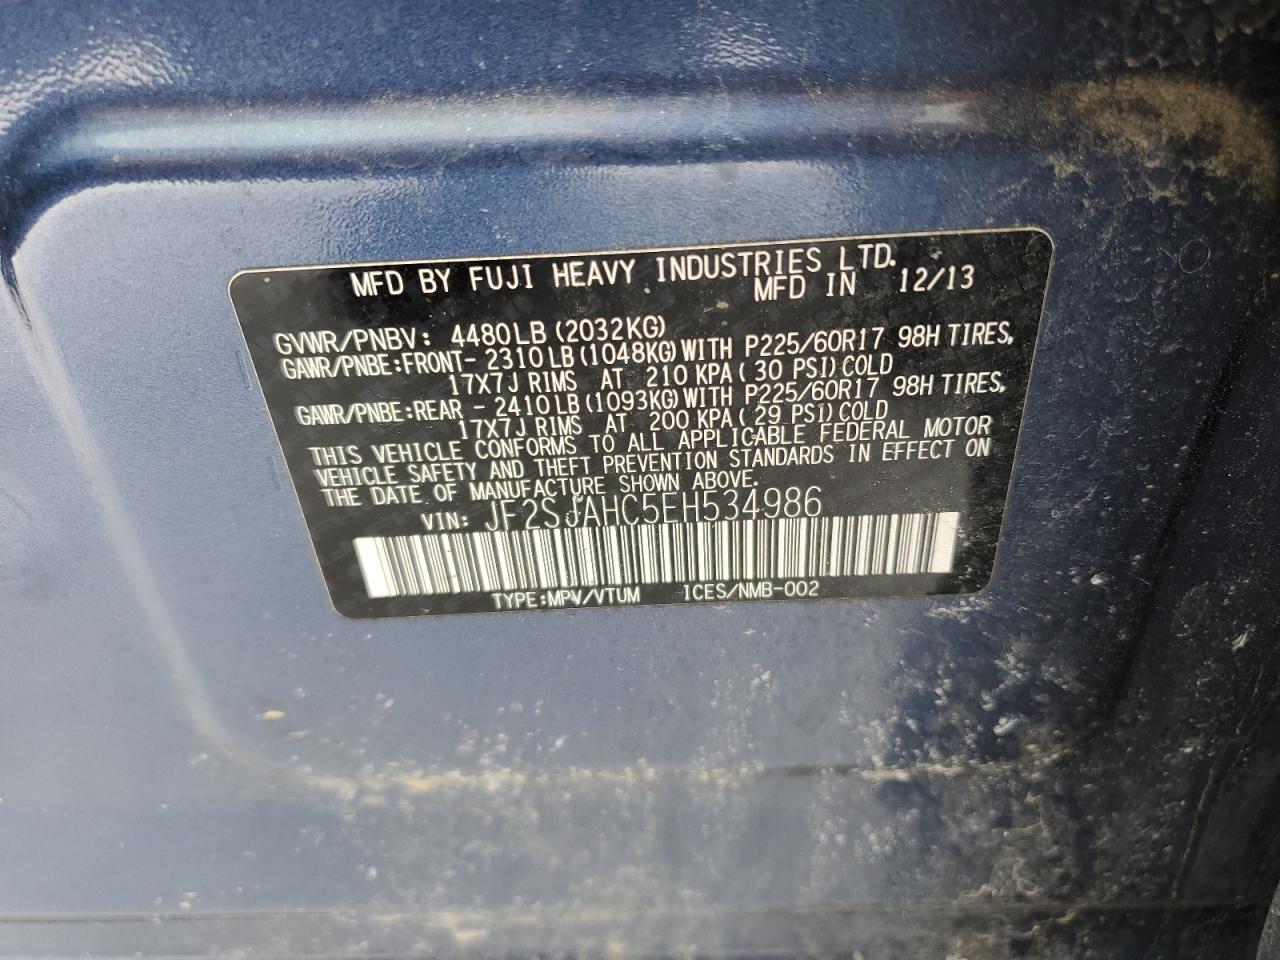 MFD BY FUJI HEAVY INDUSTRIES LTD.
MFD IN 12/13
GVWR/PNBV: 4480LB (2032KG)
GAWR/PNBE:FRONT- 2310LB (1048KG) WITH P225/60R17 98H TIRES,
17X7J RIMS AT 210 KPA ( 30 PSI) COLD
GAWR/PNBE:REAR - 2410LB (1093KG) WITH P225/60R17 98H TIRES,
17X7J RIMS AT 200 KPA ( 29 PSI) COLD
THIS VEHICLE CONFORMS TO ALL APPLICABLE FEDERAL MOTOR
VEHICLE SAFETY AND THEFT PREVENTION STANDARDS IN EFFECT ON
THE DATE OF MANUFACTURE SHOWN ABOVE.
VIN: JF2SJAHC5EH534986
TYPE:MPV/VTUM ICES/NMB-002